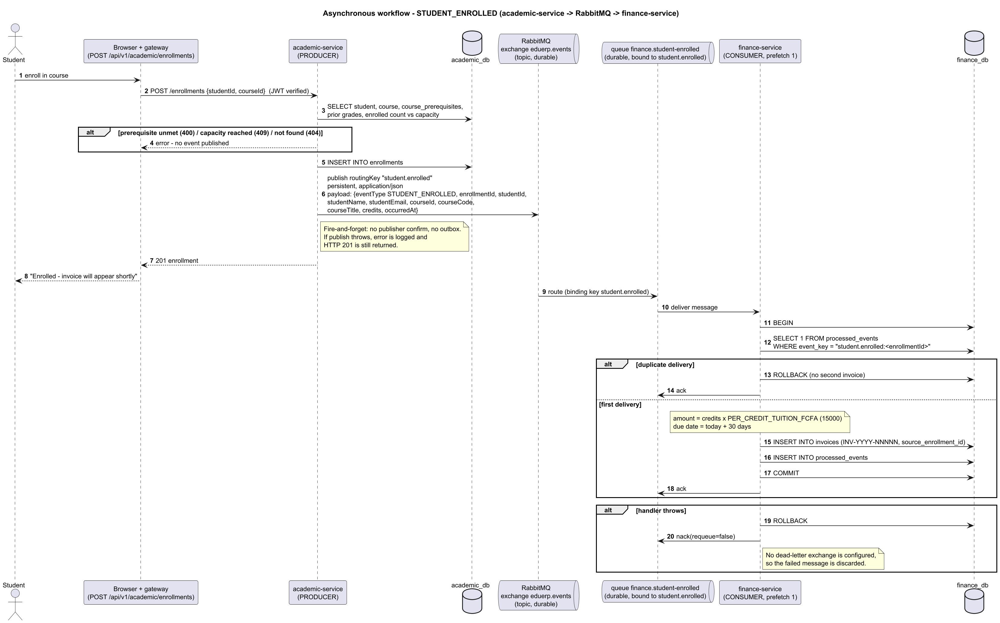 Asynchronous workflow - STUDENT_ENROLLED (academic-service -> RabbitMQ -> finance-service)
Student
Browser + gateway
(POST /api/v1/academic/enrollments)
academic-service
(PRODUCER)
academic_db
RabbitMQ
exchange eduerp.events
(topic, durable)
queue finance.student-enrolled
(durable, bound to student.enrolled)
finance-service
(CONSUMER, prefetch 1)
finance_db
1 enroll in course
2 POST /enrollments {studentId, courseId}  (JWT verified)
3 SELECT student, course, course_prerequisites,
prior grades, enrolled count vs capacity
alt [prerequisite unmet (400) / capacity reached (409) / not found (404)]
4 error - no event published
5 INSERT INTO enrollments
publish routingKey "student.enrolled"
persistent, application/json
6 payload: {eventType STUDENT_ENROLLED, enrollmentId, studentId,
studentName, studentEmail, courseId, courseCode,
courseTitle, credits, occurredAt}
Fire-and-forget: no publisher confirm, no outbox.
If publish throws, error is logged and
HTTP 201 is still returned.
7 201 enrollment
8 "Enrolled - invoice will appear shortly"
9 route (binding key student.enrolled)
10 deliver message
11 BEGIN
12 SELECT 1 FROM processed_events
WHERE event_key = "student.enrolled:<enrollmentId>"
alt [duplicate delivery]
13 ROLLBACK (no second invoice)
14 ack
[first delivery]
amount = credits x PER_CREDIT_TUITION_FCFA (15000)
due date = today + 30 days
15 INSERT INTO invoices (INV-YYYY-NNNNN, source_enrollment_id)
16 INSERT INTO processed_events
17 COMMIT
18 ack
alt [handler throws]
19 ROLLBACK
20 nack(requeue=false)
No dead-letter exchange is configured,
so the failed message is discarded.
Student
Browser + gateway
(POST /api/v1/academic/enrollments)
academic-service
(PRODUCER)
academic_db
RabbitMQ
exchange eduerp.events
(topic, durable)
queue finance.student-enrolled
(durable, bound to student.enrolled)
finance-service
(CONSUMER, prefetch 1)
finance_db